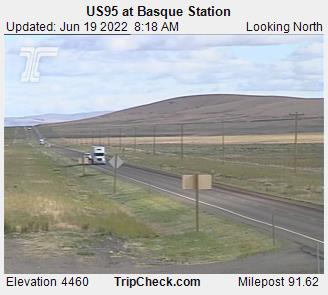 US95 at Basque Station
Updated: Jun 19 2022 8:18 AM Looking North
Elevation 4460 TripCheck.com Milepost 91.62